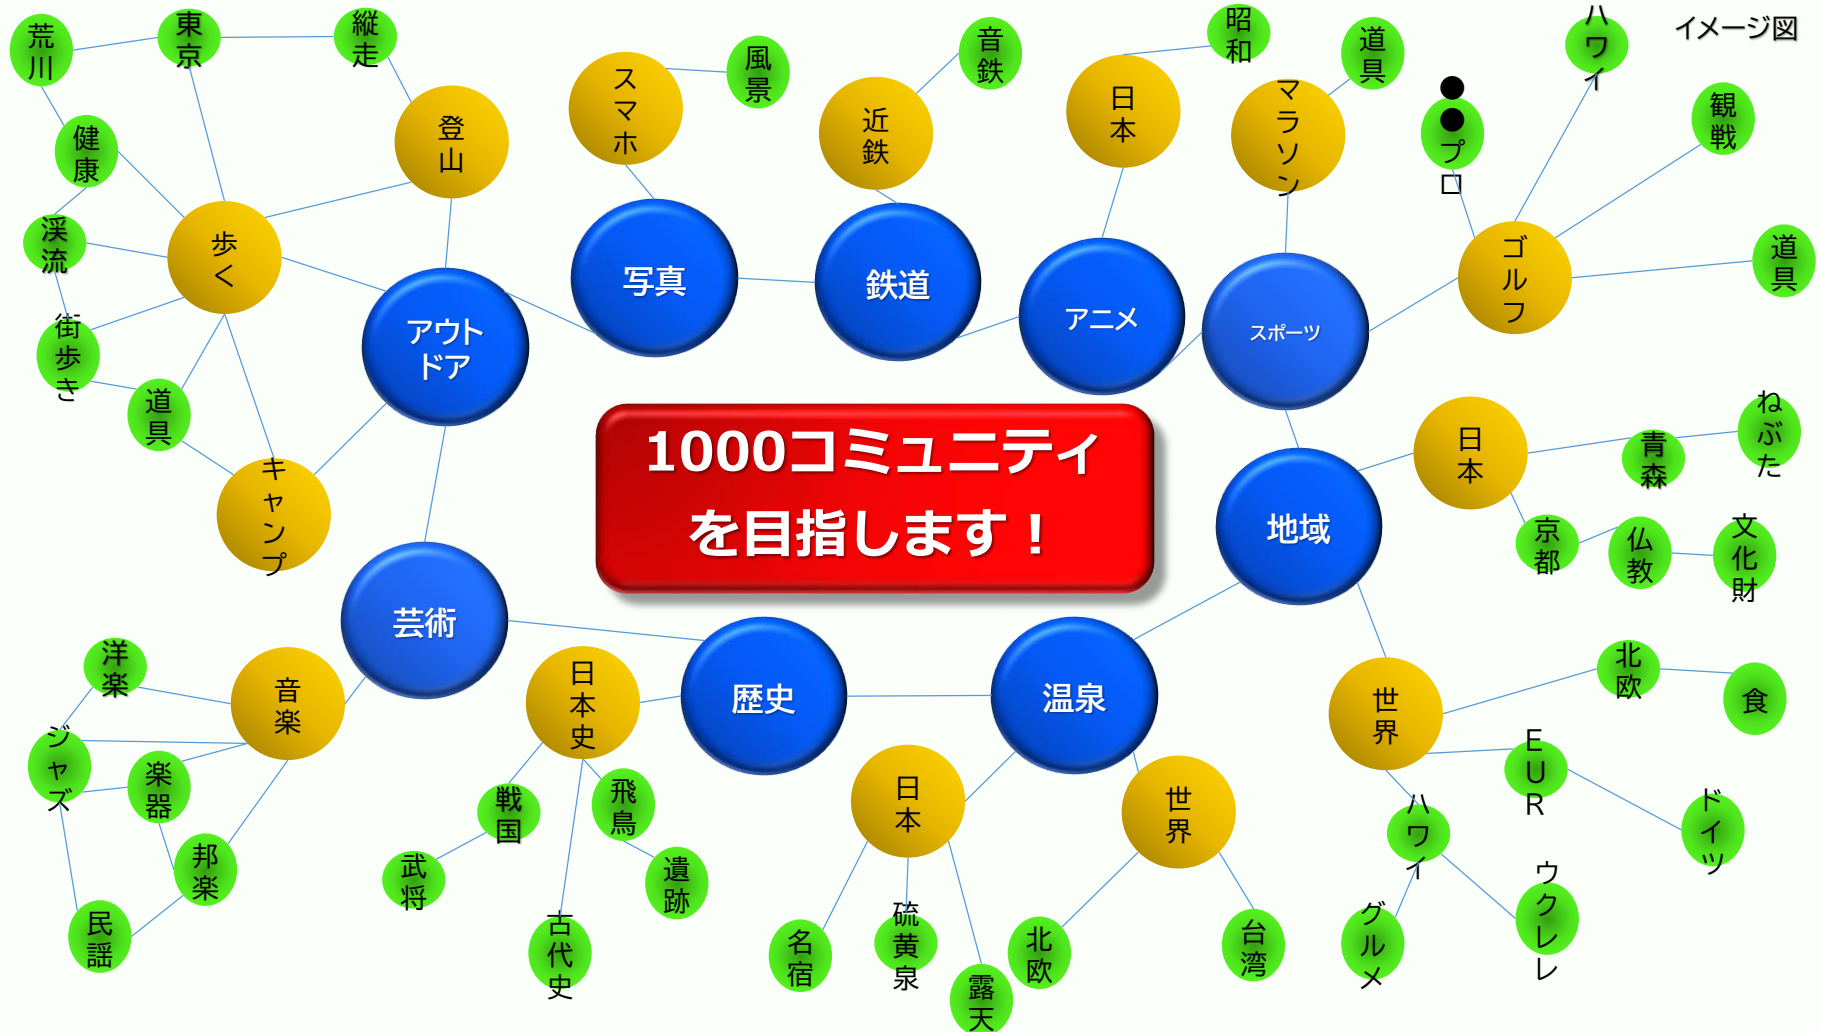 イメージ図
荒川
東京
縦走
健康
登山
渓流
歩く
街歩き
道具
キャンプ
アウト
ドア
スマホ
風景
写真
近鉄
音鉄
鉄道
日本
昭和
アニメ
マラソン
道具
スポーツ
●●プロ
ハワイ
観戦
ゴルフ
道具
1000コミュニティ
を目指します！
地域
日本
青森
ねぶた
京都
仏教
文化財
世界
北欧
食
EUR
ドイツ
ハワイ
グルメ
ウクレレ
芸術
音楽
洋楽
ジャズ
楽器
邦楽
民謡
歴史
日本史
戦国
武将
飛鳥
遺跡
古代史
温泉
日本
名宿
硫黄泉
露天
世界
北欧
台湾